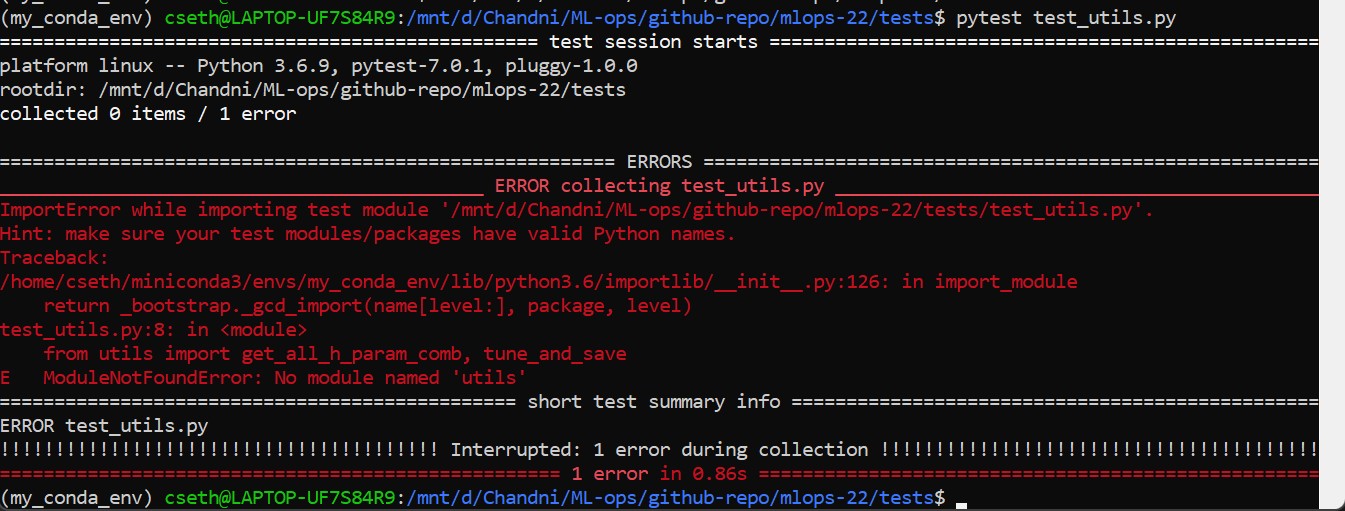 (my_conda_env) cseth@LAPTOP-UF7S84R9:/mnt/d/Chandni/ML-ops/github-repo/mlops-22/tests$ pytest test_utils.py
================================================= test session starts ==================================================
platform linux -- Python 3.6.9, pytest-7.0.1, pluggy-1.0.0
rootdir: /mnt/d/Chandni/ML-ops/github-repo/mlops-22/tests
collected 0 items / 1 error

======================================================== ERRORS ========================================================
____________________________________________ ERROR collecting test_utils.py ____________________________________________
ImportError while importing test module '/mnt/d/Chandni/ML-ops/github-repo/mlops-22/tests/test_utils.py'.
Hint: make sure your test modules/packages have valid Python names.
Traceback:
/home/cseth/miniconda3/envs/my_conda_env/lib/python3.6/importlib/__init__.py:126: in import_module
    return _bootstrap._gcd_import(name[level:], package, level)
test_utils.py:8: in <module>
    from utils import get_all_h_param_comb, tune_and_save
E   ModuleNotFoundError: No module named 'utils'
=============================================== short test summary info ================================================
ERROR test_utils.py
!!!!!!!!!!!!!!!!!!!!!!!!!!!!!!!!!!!!!!!! Interrupted: 1 error during collection !!!!!!!!!!!!!!!!!!!!!!!!!!!!!!!!!!!!!!!!
=================================================== 1 error in 0.86s ===================================================
(my_conda_env) cseth@LAPTOP-UF7S84R9:/mnt/d/Chandni/ML-ops/github-repo/mlops-22/tests$